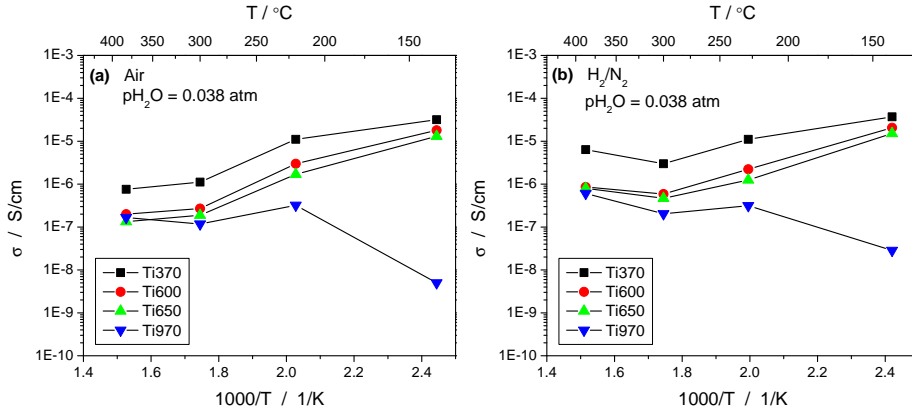 T / °C
400 350 300 250 200 150
1E-3
1E-4
1E-5
1E-6
1E-7
1E-8
1E-9
1E-10
σ / S/cm
(a) Air
pH₂O = 0.038 atm
Ti370
Ti600
Ti650
Ti970
1.4 1.6 1.8 2.0 2.2 2.4
1000/T / 1/K
T / °C
400 350 300 250 200 150
1E-3
1E-4
1E-5
1E-6
1E-7
1E-8
1E-9
1E-10
σ / S/cm
(b) H₂/N₂
pH₂O = 0.038 atm
Ti370
Ti600
Ti650
Ti970
1.4 1.6 1.8 2.0 2.2 2.4
1000/T / 1/K